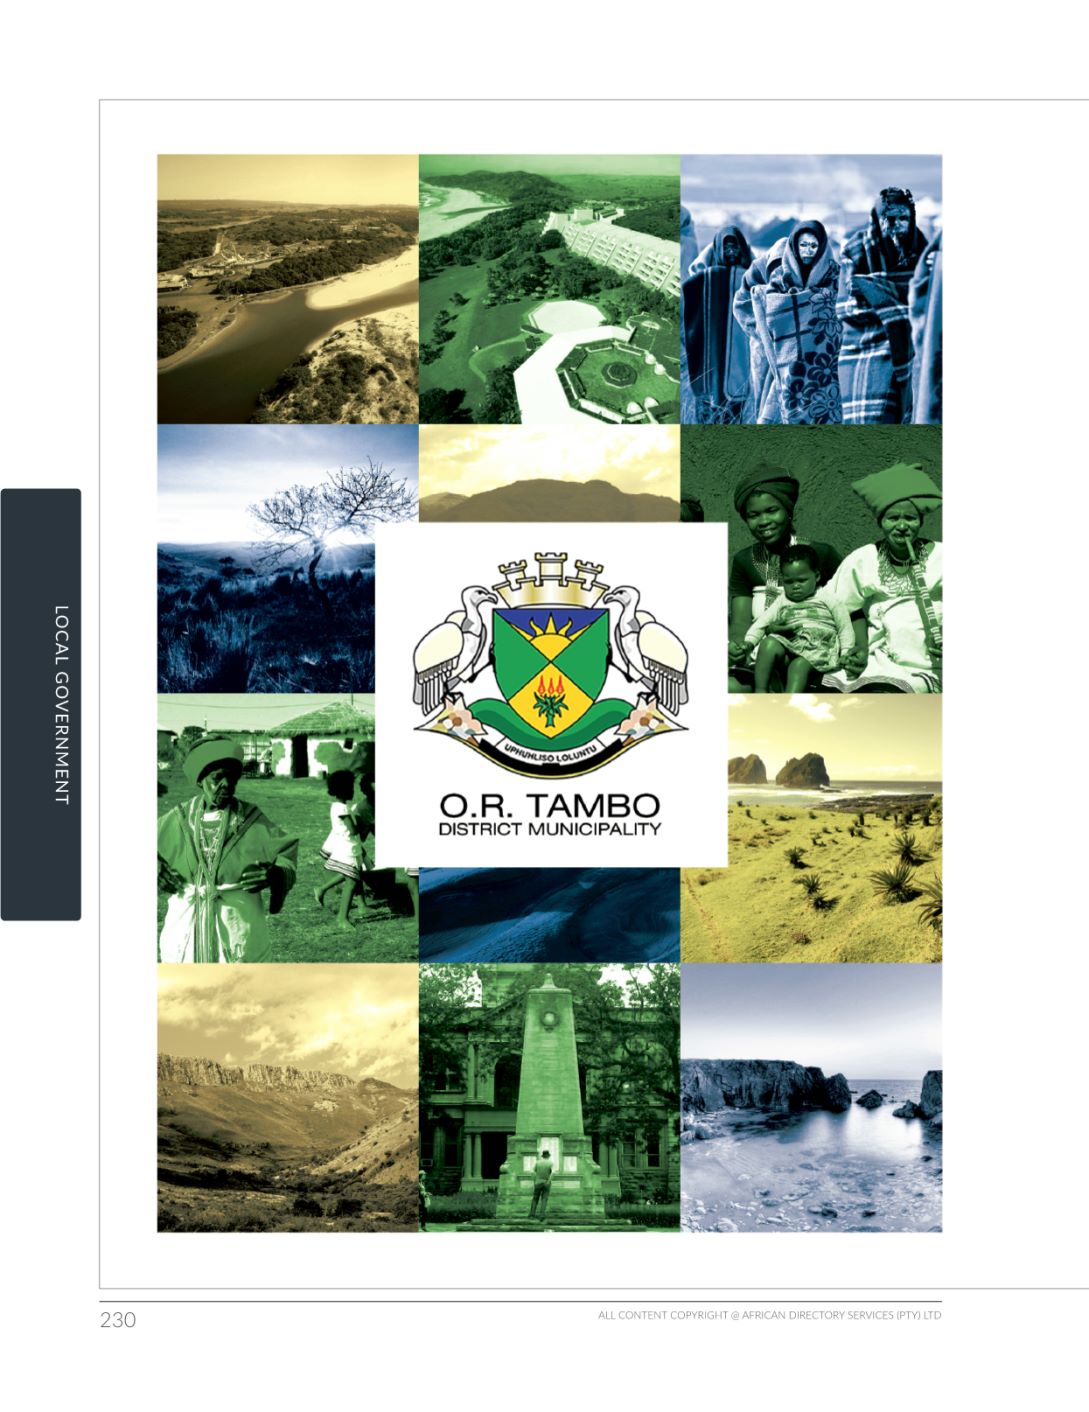 LOCAL GOVERNMENT
UPHUHLISO LOLUNTU
O.R. TAMBO
DISTRICT MUNICIPALITY
230
ALL CONTENT COPYRIGHT @ AFRICAN DIRECTORY SERVICES (PTY) LTD